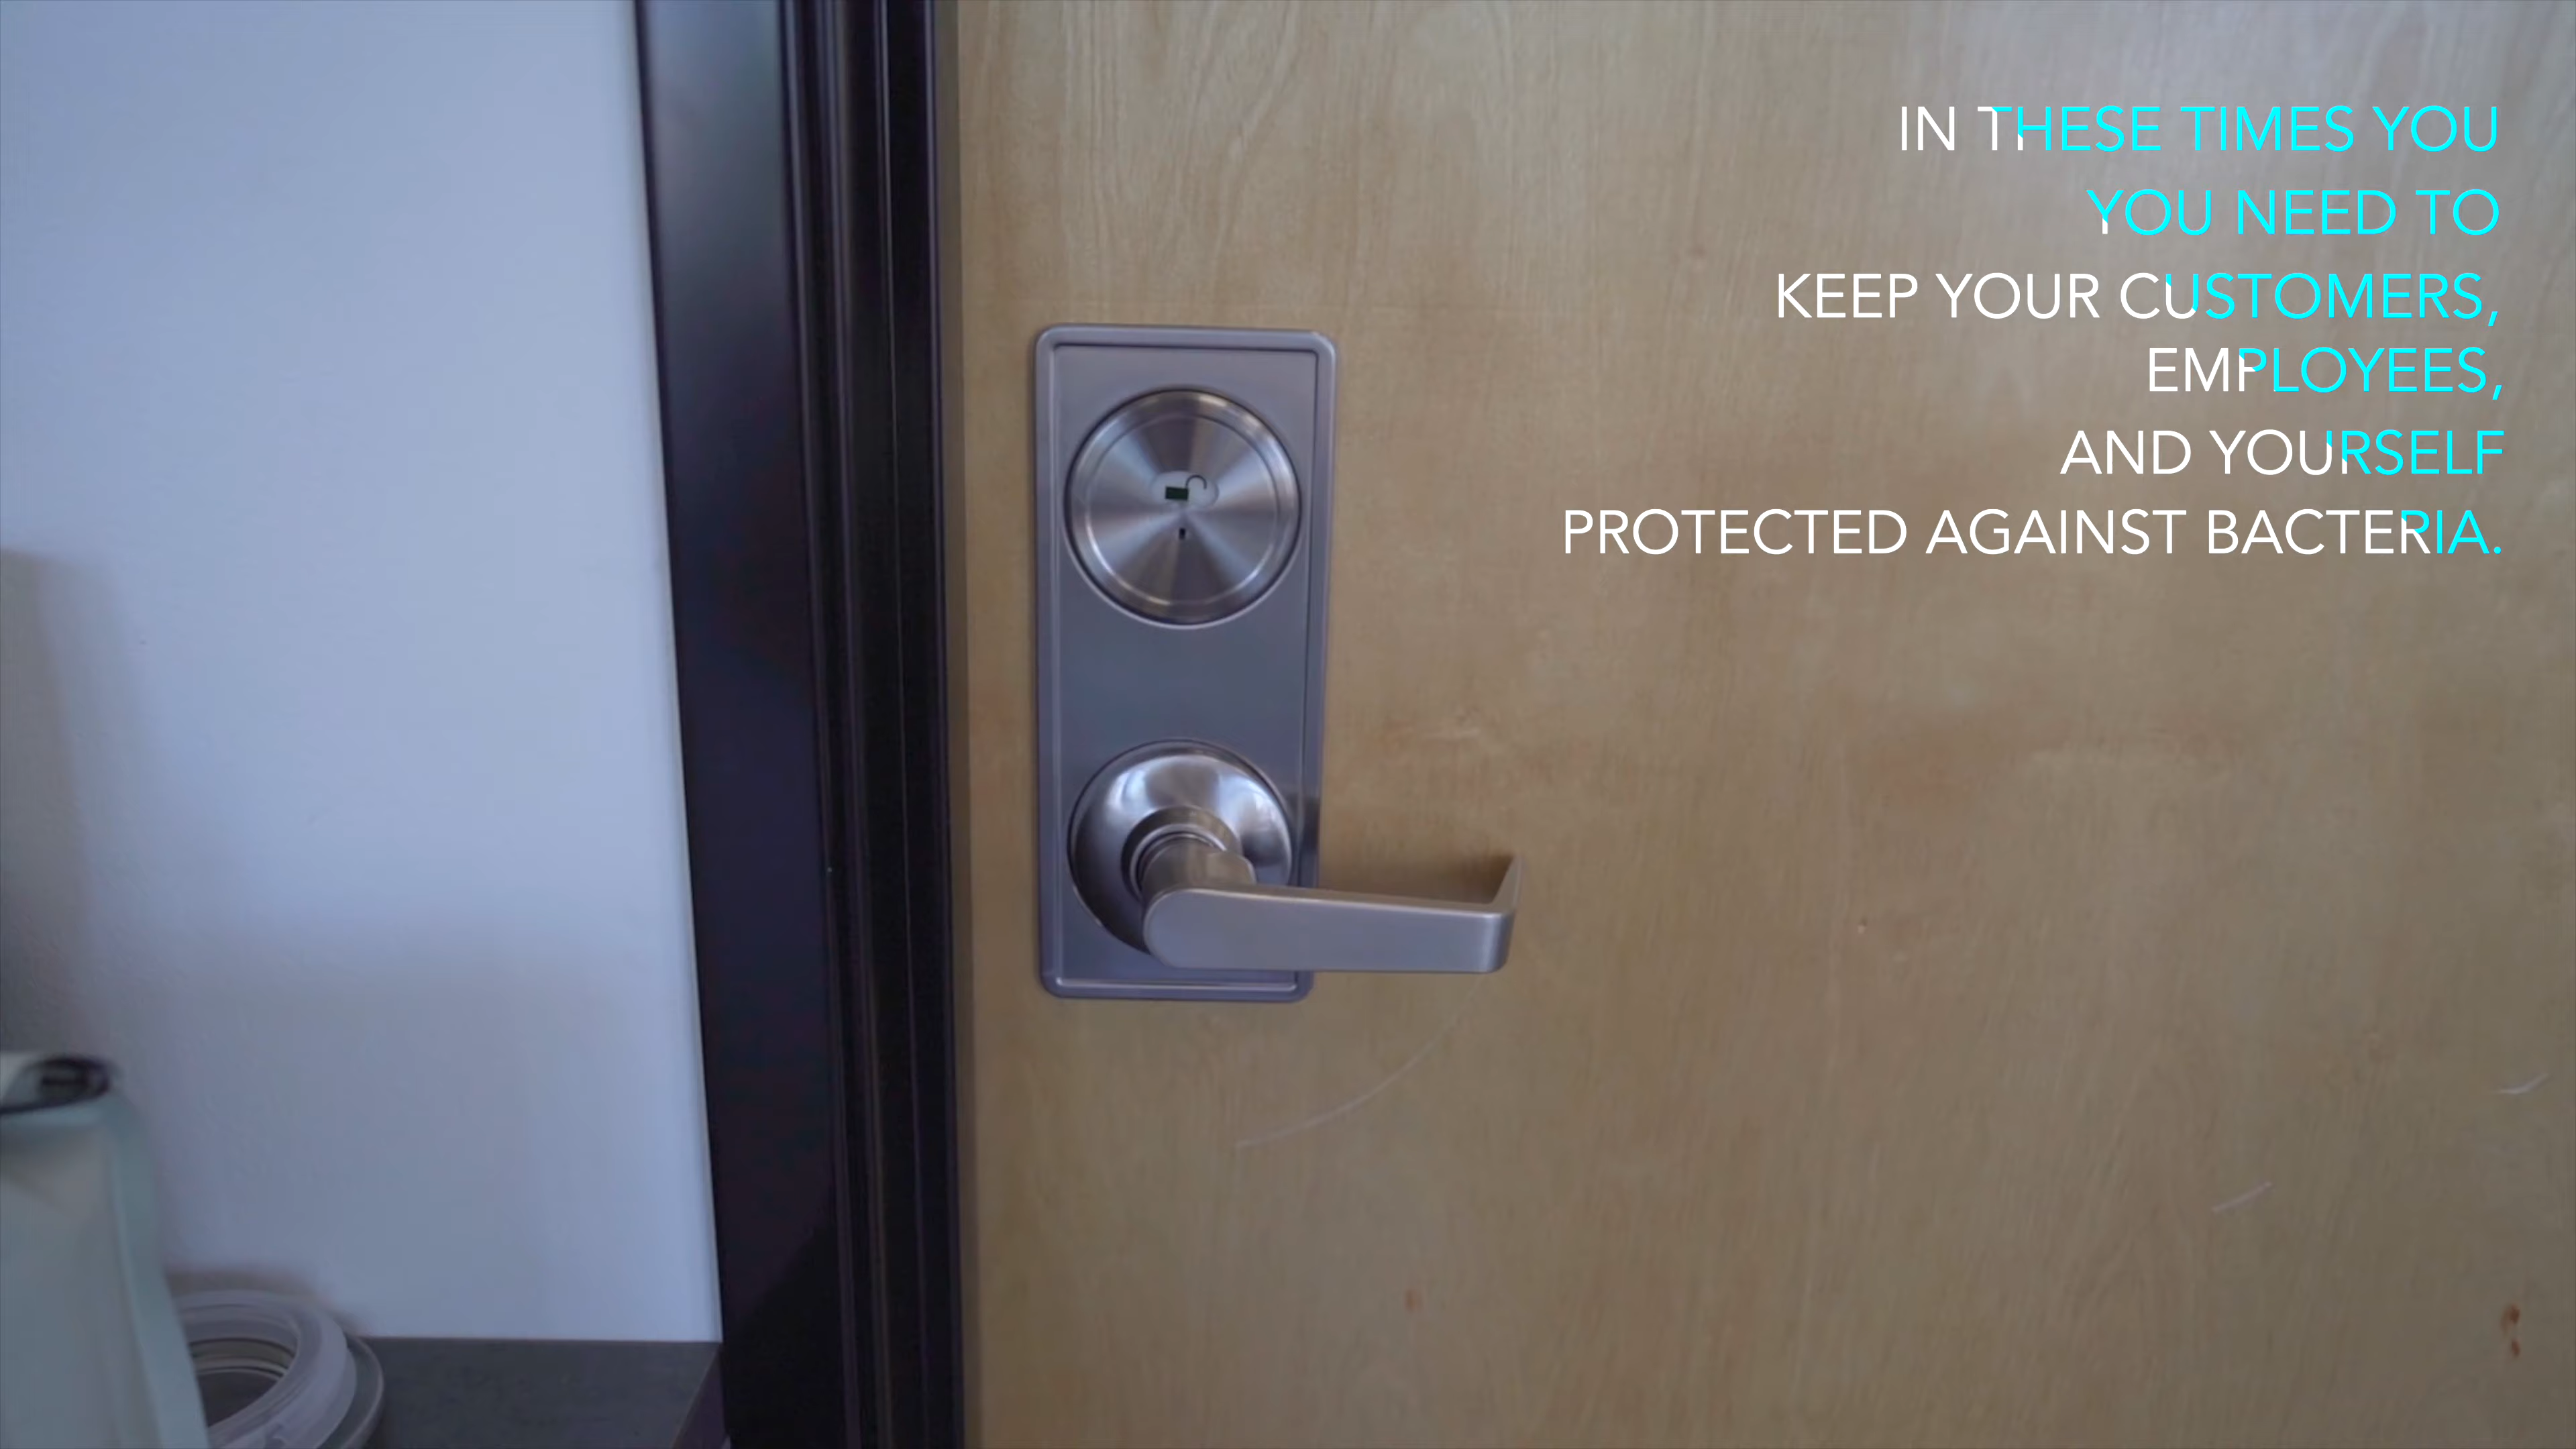 IN THESE TIMES YOU
YOU NEED TO
KEEP YOUR CUSTOMERS,
EMPLOYEES,
AND YOURSELF
PROTECTED AGAINST BACTERIA.